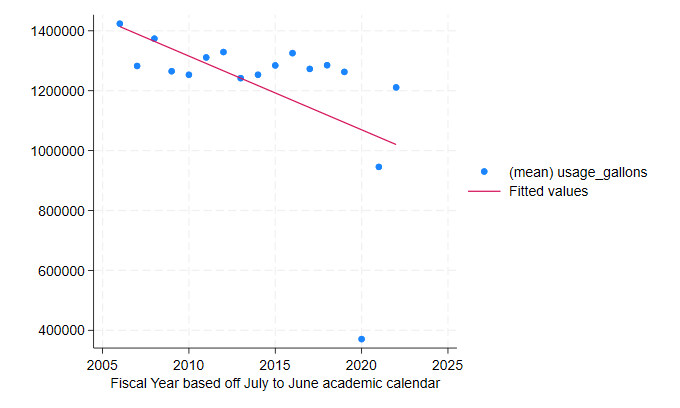 1400000
1200000
1000000
800000
600000
400000
2005 2010 2015 2020 2025
Fiscal Year based off July to June academic calendar
(mean) usage_gallons
Fitted values